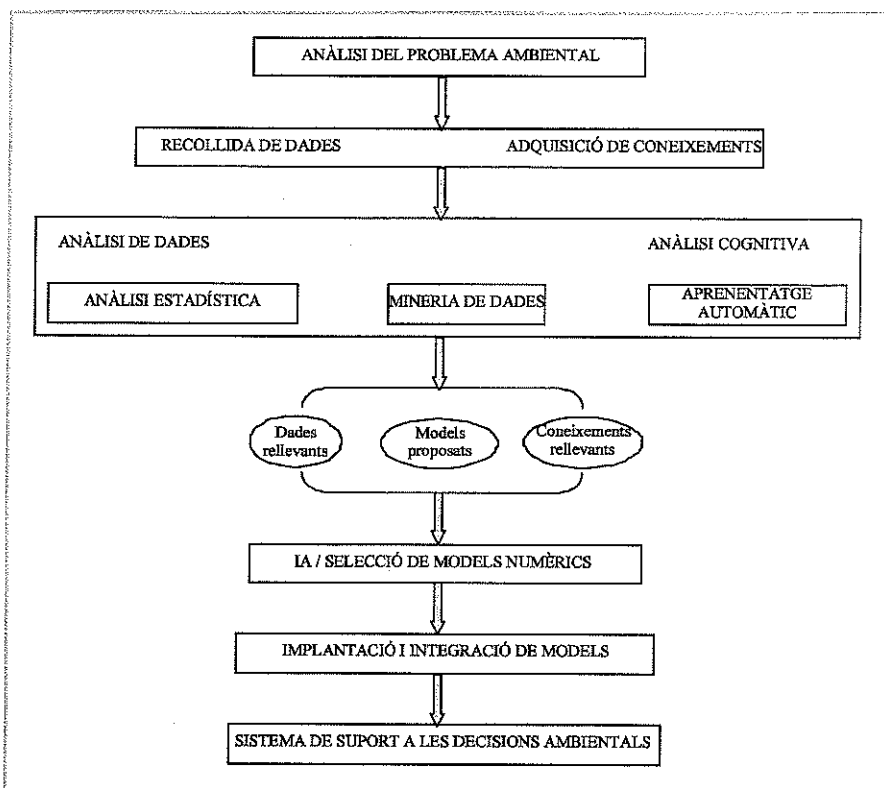 ANÀLISI DEL PROBLEMA AMBIENTAL
RECOLLIDA DE DADES
ADQUISICIÓ DE CONEIXEMENTS
ANÀLISI DE DADES
ANÀLISI COGNITIVA
ANÀLISI ESTADÍSTICA
MINERIA DE DADES
APRENENTATGE
AUTOMÀTIC
Dades
rellevants
Models
proposats
Coneixements
rellevants
IA / SELECCIÓ DE MODELS NUMÈRICS
IMPLANTACIÓ I INTEGRACIÓ DE MODELS
SISTEMA DE SUPORT A LES DECISIONS AMBIENTALS